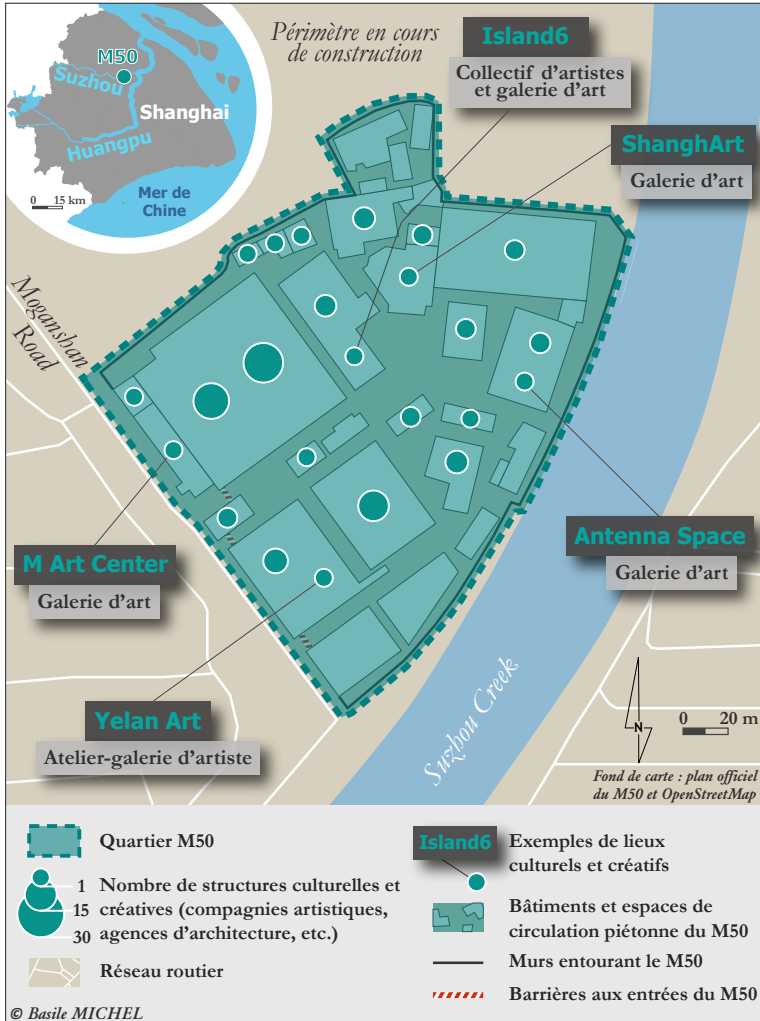 Périmètre en cours
de construction
M50
Suzhou
Shanghai
Huangpu
Mer de
Chine
0 15 km
Island6
Collectif d'artistes
et galerie d'art
ShanghArt
Galerie d'art
Moganshan
Road
M Art Center
Galerie d'art
Antenna Space
Galerie d'art
Yelan Art
Atelier-galerie d'artiste
Suzhou Creek
N
0 20 m
Fond de carte : plan officiel
du M50 et OpenStreetMap
Quartier M50
1
15
30
Nombre de structures culturelles et
créatives (compagnies artistiques,
agences d'architecture, etc.)
Réseau routier
Island6
Exemples de lieux
culturels et créatifs
Bâtiments et espaces de
circulation piétonne du M50
Murs entourant le M50
Barrières aux entrées du M50
© Basile MICHEL